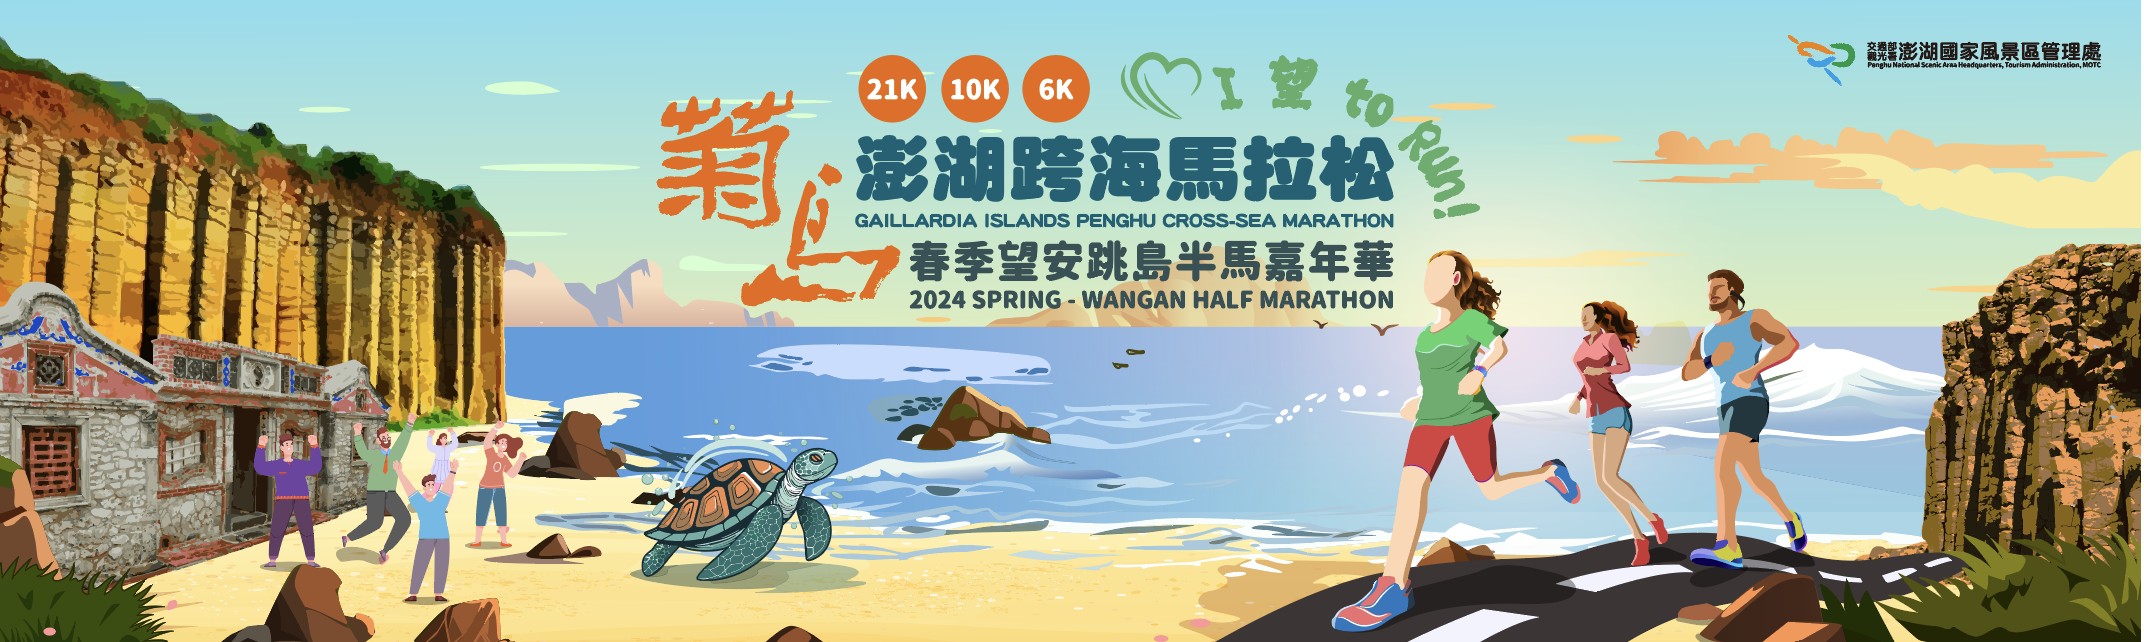 21K 10K 6K
I 望 to Run!
菊島
澎湖跨海馬拉松
GAILLARDIA ISLANDS PENGHU CROSS-SEA MARATHON
春季望安跳島半馬嘉年華
2024 SPRING - WANGAN HALF MARATHON
交通部觀光署
澎湖國家風景區管理處
Penghu National Scenic Area Headquarters, Tourism Administration, MOTC